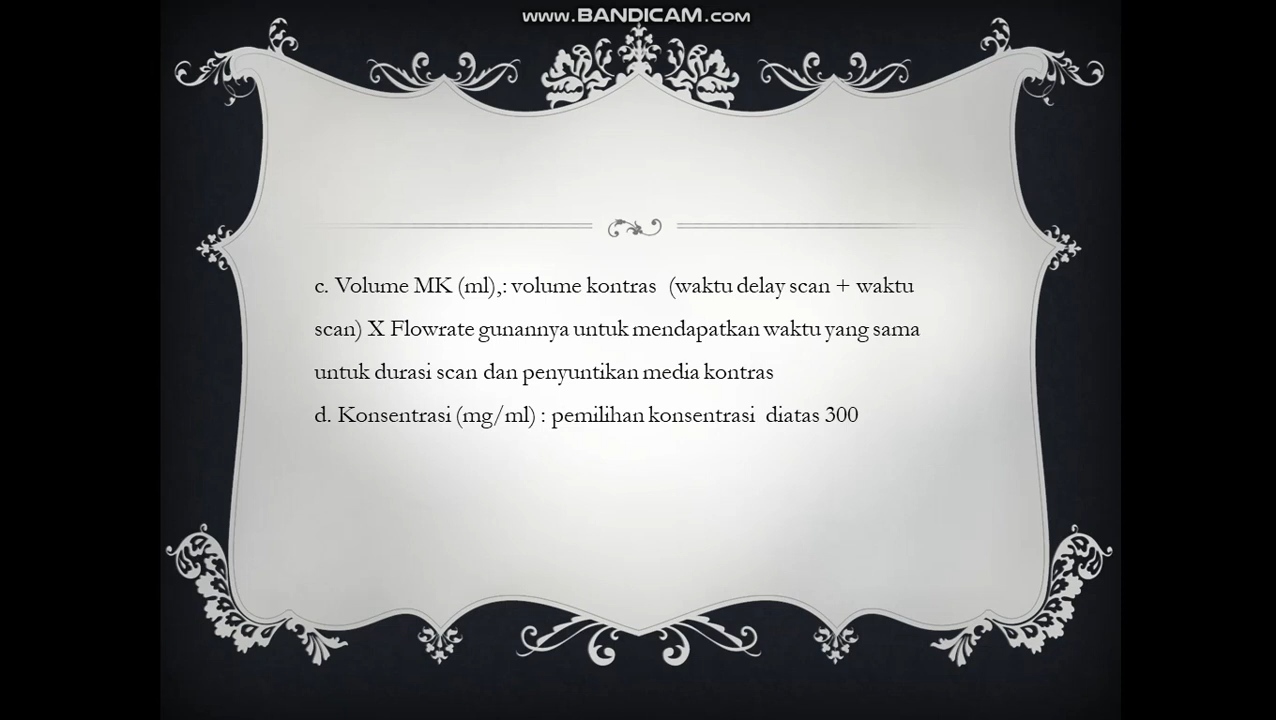 www.BANDICAM.com
c. Volume MK (ml),: volume kontras (waktu delay scan + waktu
scan) X Flowrate gunannya untuk mendapatkan waktu yang sama
untuk durasi scan dan penyuntikan media kontras
d. Konsentrasi (mg/ml) : pemilihan konsentrasi diatas 300